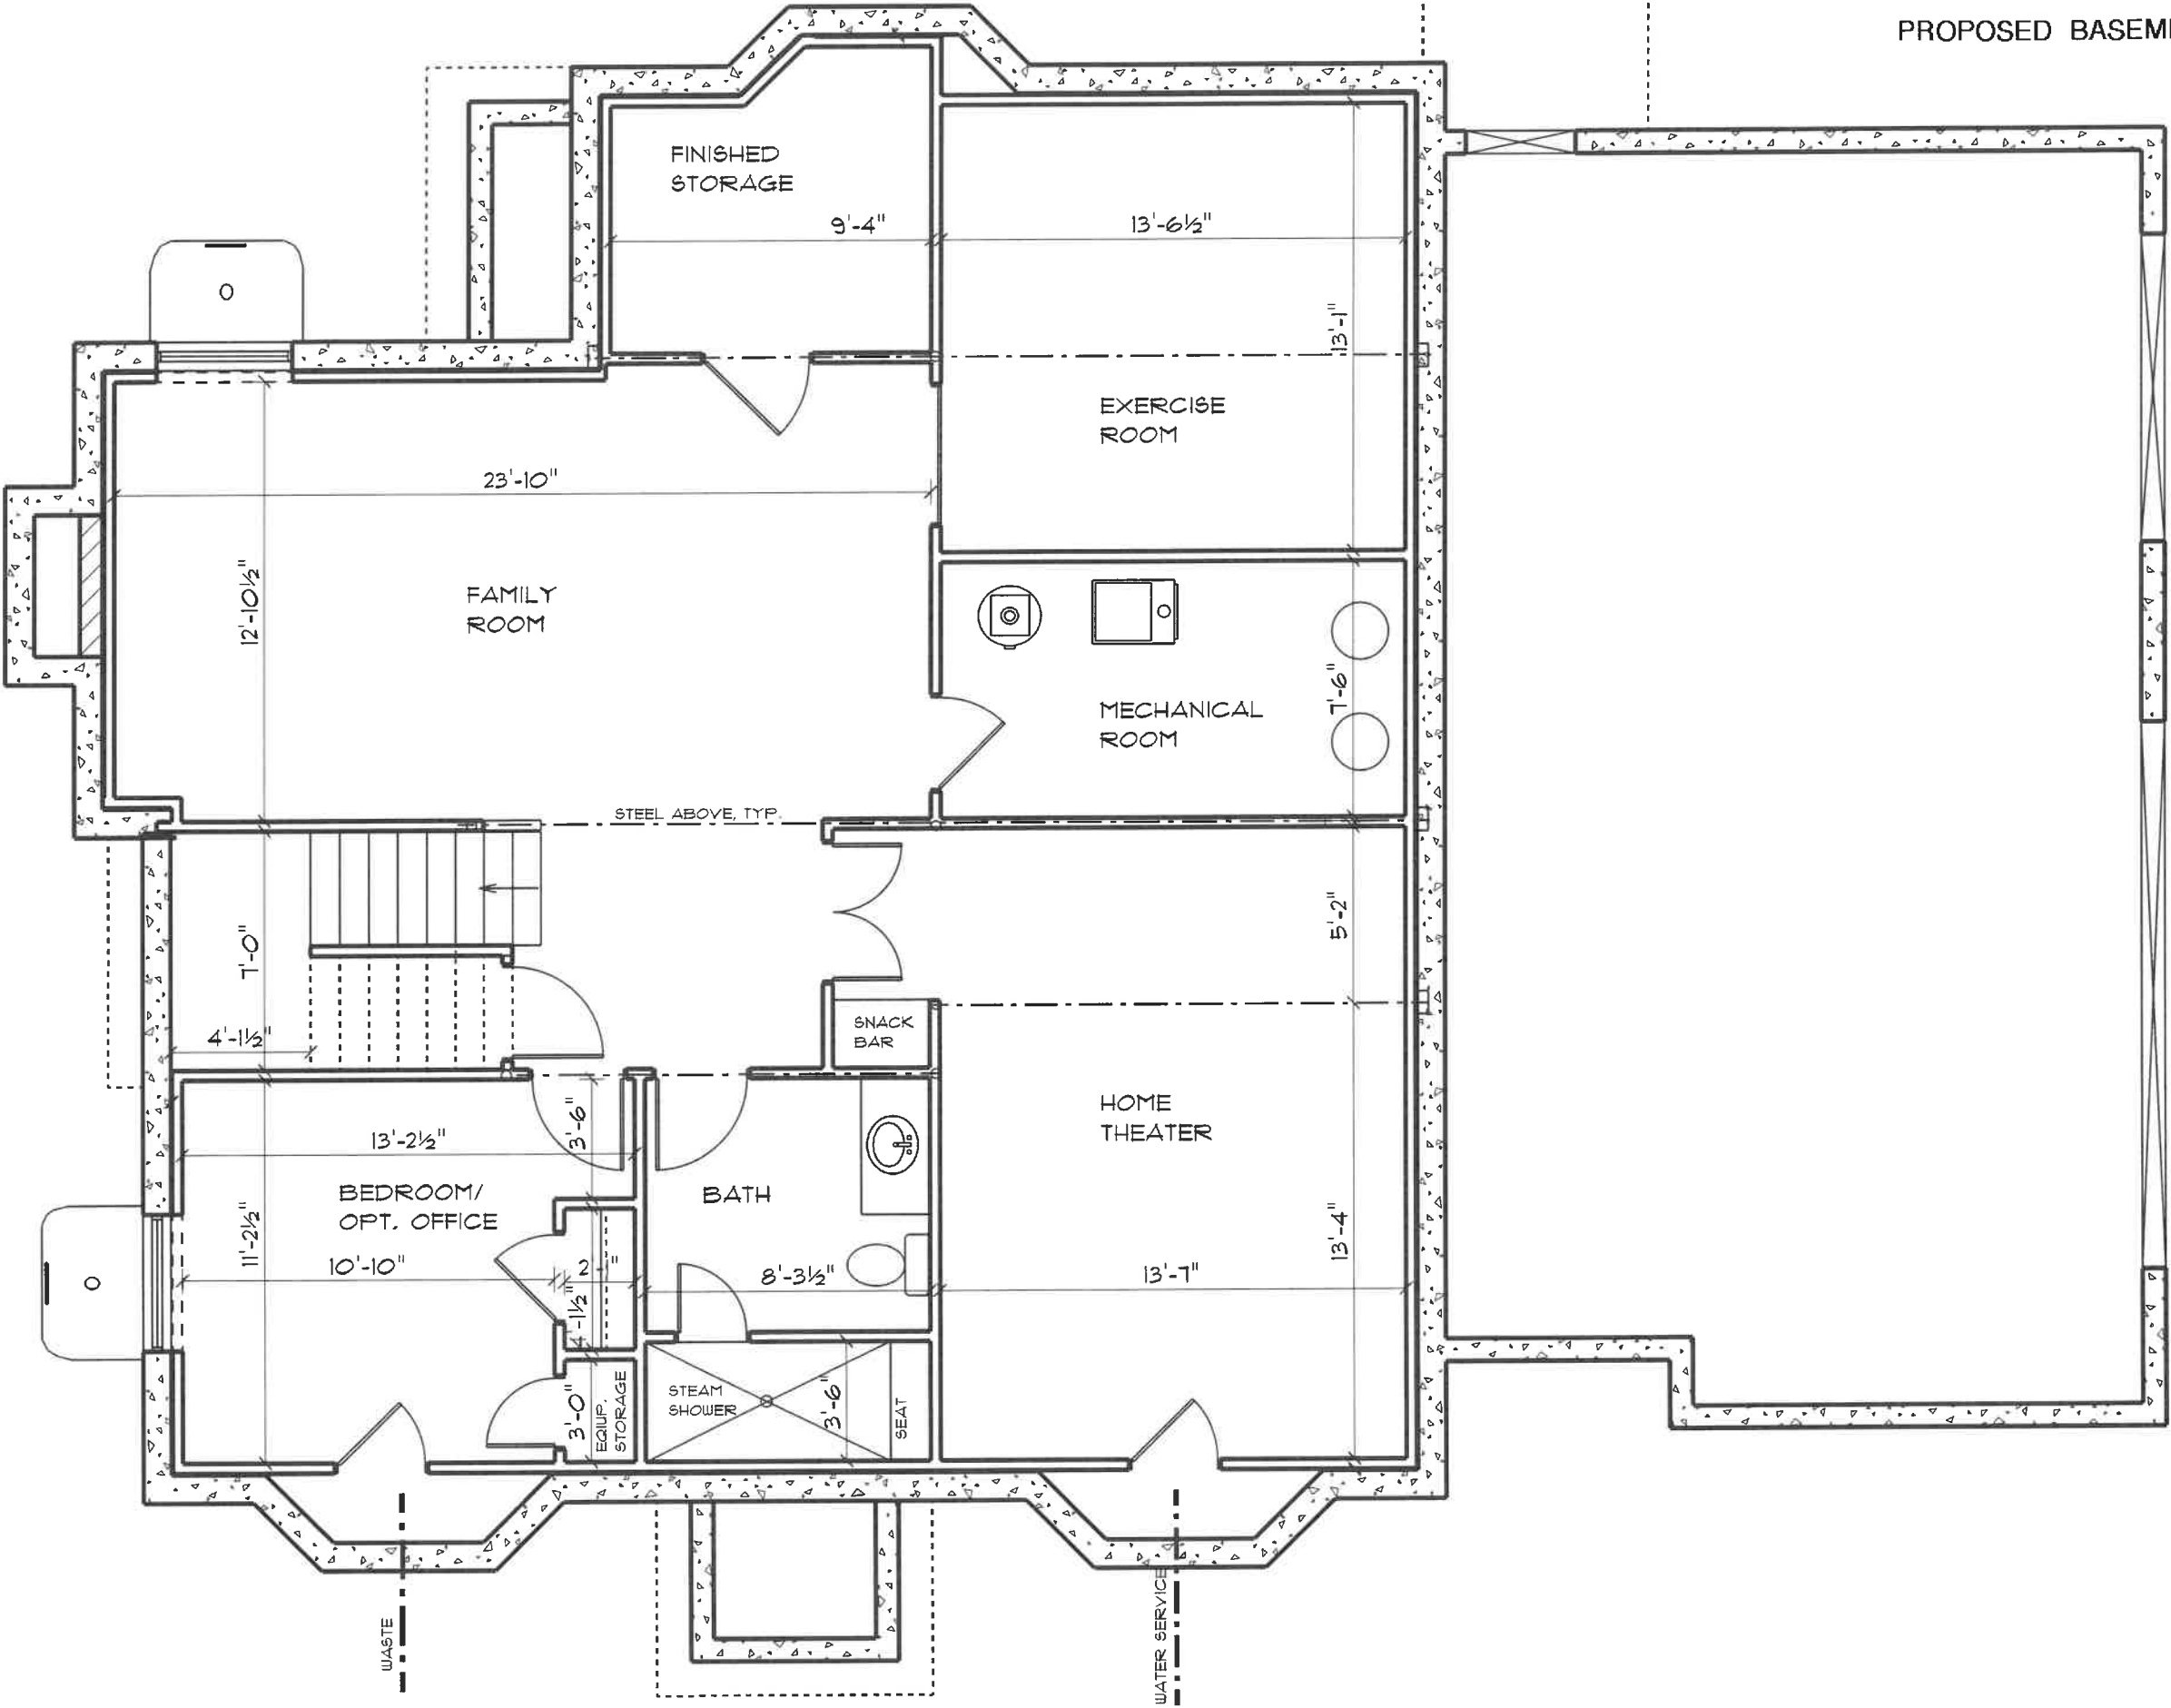 PROPOSED BASEM
FINISHED
STORAGE
9'-4"
13'-6½"
13'-1"
EXERCISE
ROOM
23'-10"
12'-10½"
FAMILY
ROOM
MECHANICAL
ROOM
7'-6"
STEEL ABOVE, TYP.
7'-0"
5'-2"
4'-1½"
SNACK
BAR
HOME
THEATER
3'-6"
13'-2½"
BEDROOM/
OPT. OFFICE
BATH
11'-2½"
10'-10"
8'-3½"
13'-7"
13'-4"
3'-0"
EQUIP.
STORAGE
STEAM
SHOWER
3'-6"
SEAT
WASTE
WATER SERVICE